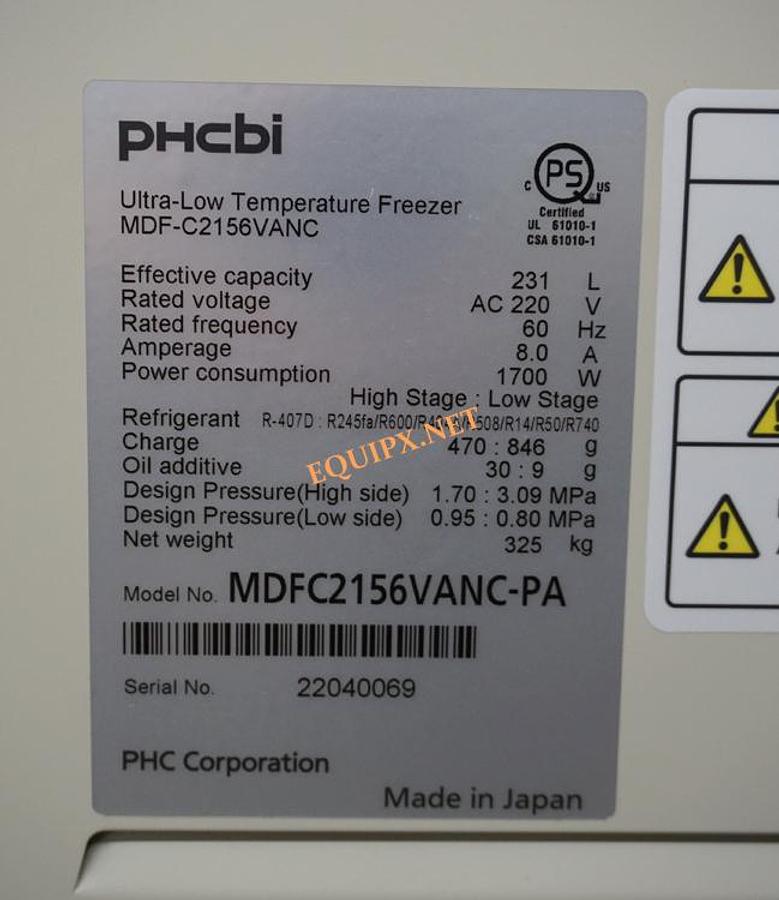 PHCbi
Ultra-Low Temperature Freezer
MDF-C2156VANC
C PS US
Certified
UL 61010-1
CSA 61010-1
Effective capacity 231 L
Rated voltage AC 220 V
Rated frequency 60 Hz
Amperage 8.0 A
Power consumption 1700 W
High Stage : Low Stage
Refrigerant R-407D : R245fa/R600/ /R14/R50/R740
Charge 470 : 846 g
Oil additive 30 : 9 g
Design Pressure(High side) 1.70 : 3.09 MPa
Design Pressure(Low side) 0.95 : 0.80 MPa
Net weight 325 kg
EQUIPX.NET
Model No. MDFC2156VANC-PA
Serial No. 22040069
PHC Corporation
Made in Japan